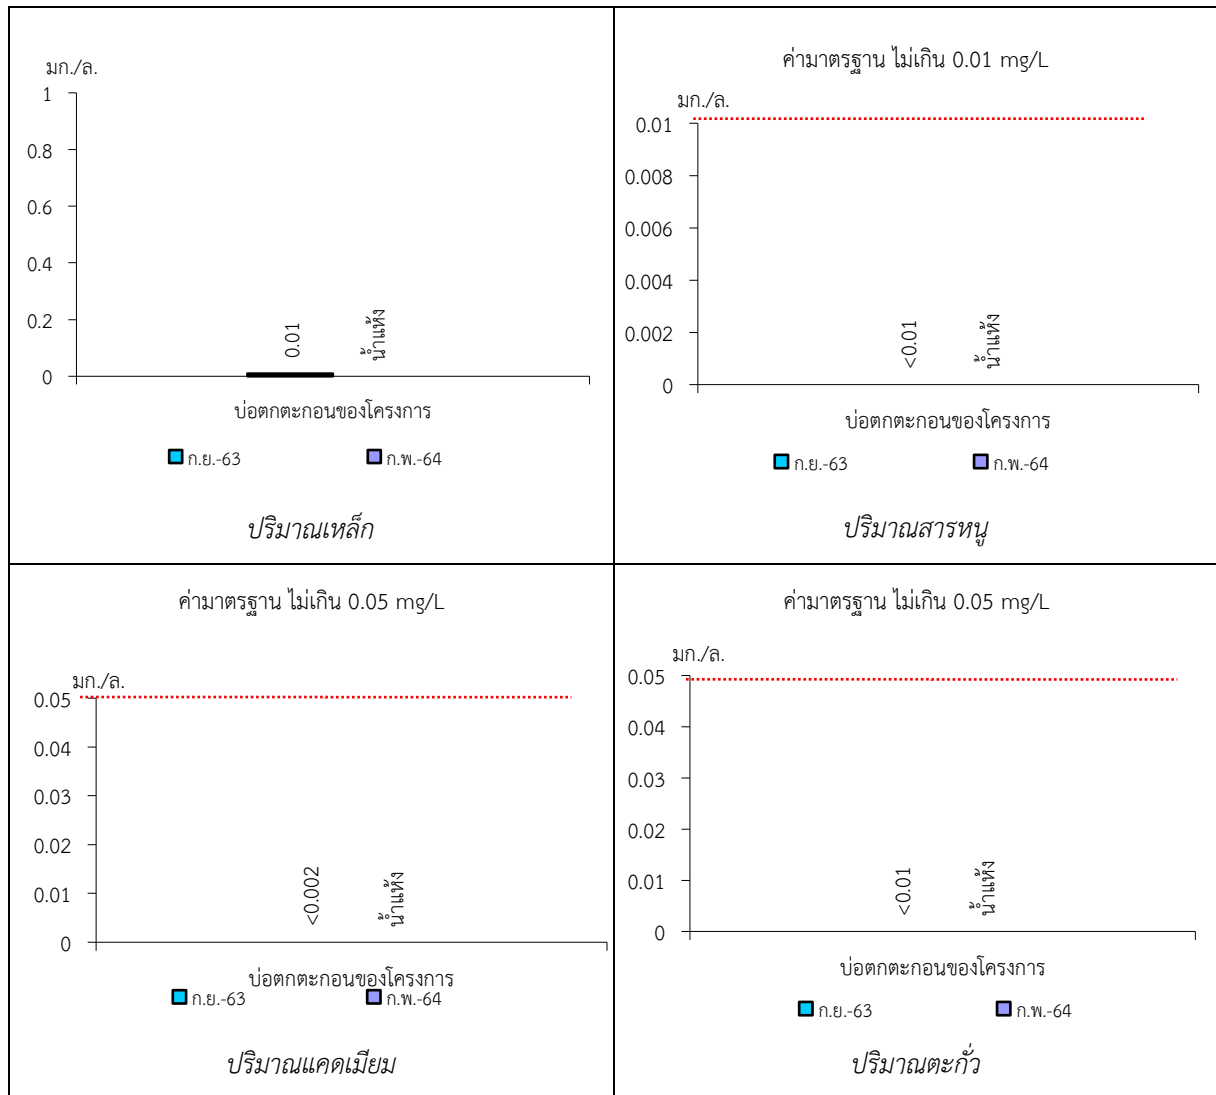 มก./ล.
1
0.8
0.6
0.4
0.2
0
0.01
น้ำแห้ง
บ่อตกตะกอนของโครงการ
ก.ย.-63 ก.พ.-64
ปริมาณเหล็ก
ค่ามาตรฐาน ไม่เกิน 0.01 mg/L
มก./ล.
0.01
0.008
0.006
0.004
0.002
0
<0.01
น้ำแห้ง
บ่อตกตะกอนของโครงการ
ก.ย.-63 ก.พ.-64
ปริมาณสารหนู
ค่ามาตรฐาน ไม่เกิน 0.05 mg/L
มก./ล.
0.05
0.04
0.03
0.02
0.01
0
<0.002
น้ำแห้ง
บ่อตกตะกอนของโครงการ
ก.ย.-63 ก.พ.-64
ปริมาณแคดเมียม
ค่ามาตรฐาน ไม่เกิน 0.05 mg/L
มก./ล.
0.05
0.04
0.03
0.02
0.01
0
<0.01
น้ำแห้ง
บ่อตกตะกอนของโครงการ
ก.ย.-63 ก.พ.-64
ปริมาณตะกั่ว